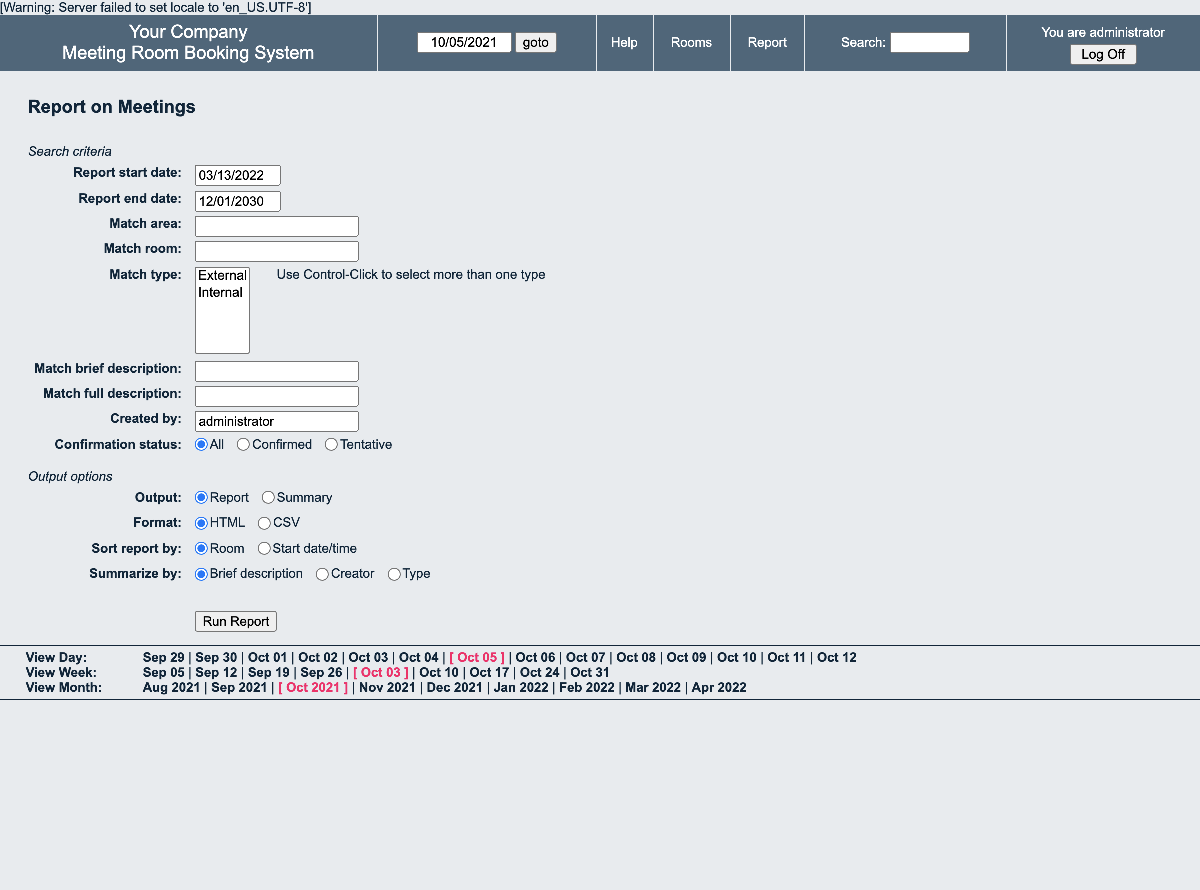 [Warning: Server failed to set locale to 'en_US.UTF-8']
Your Company
Meeting Room Booking System
10/05/2021 goto
Help
Rooms
Report
Search:
You are administrator
Log Off
Report on Meetings
Search criteria
Report start date: 03/13/2022
Report end date: 12/01/2030
Match area:
Match room:
Match type: External Use Control-Click to select more than one type
Internal
Match brief description:
Match full description:
Created by: administrator
Confirmation status: All Confirmed Tentative
Output options
Output: Report Summary
Format: HTML CSV
Sort report by: Room Start date/time
Summarize by: Brief description Creator Type
Run Report
View Day: Sep 29 | Sep 30 | Oct 01 | Oct 02 | Oct 03 | Oct 04 | [ Oct 05 ] | Oct 06 | Oct 07 | Oct 08 | Oct 09 | Oct 10 | Oct 11 | Oct 12
View Week: Sep 05 | Sep 12 | Sep 19 | Sep 26 | [ Oct 03 ] | Oct 10 | Oct 17 | Oct 24 | Oct 31
View Month: Aug 2021 | Sep 2021 | [ Oct 2021 ] | Nov 2021 | Dec 2021 | Jan 2022 | Feb 2022 | Mar 2022 | Apr 2022